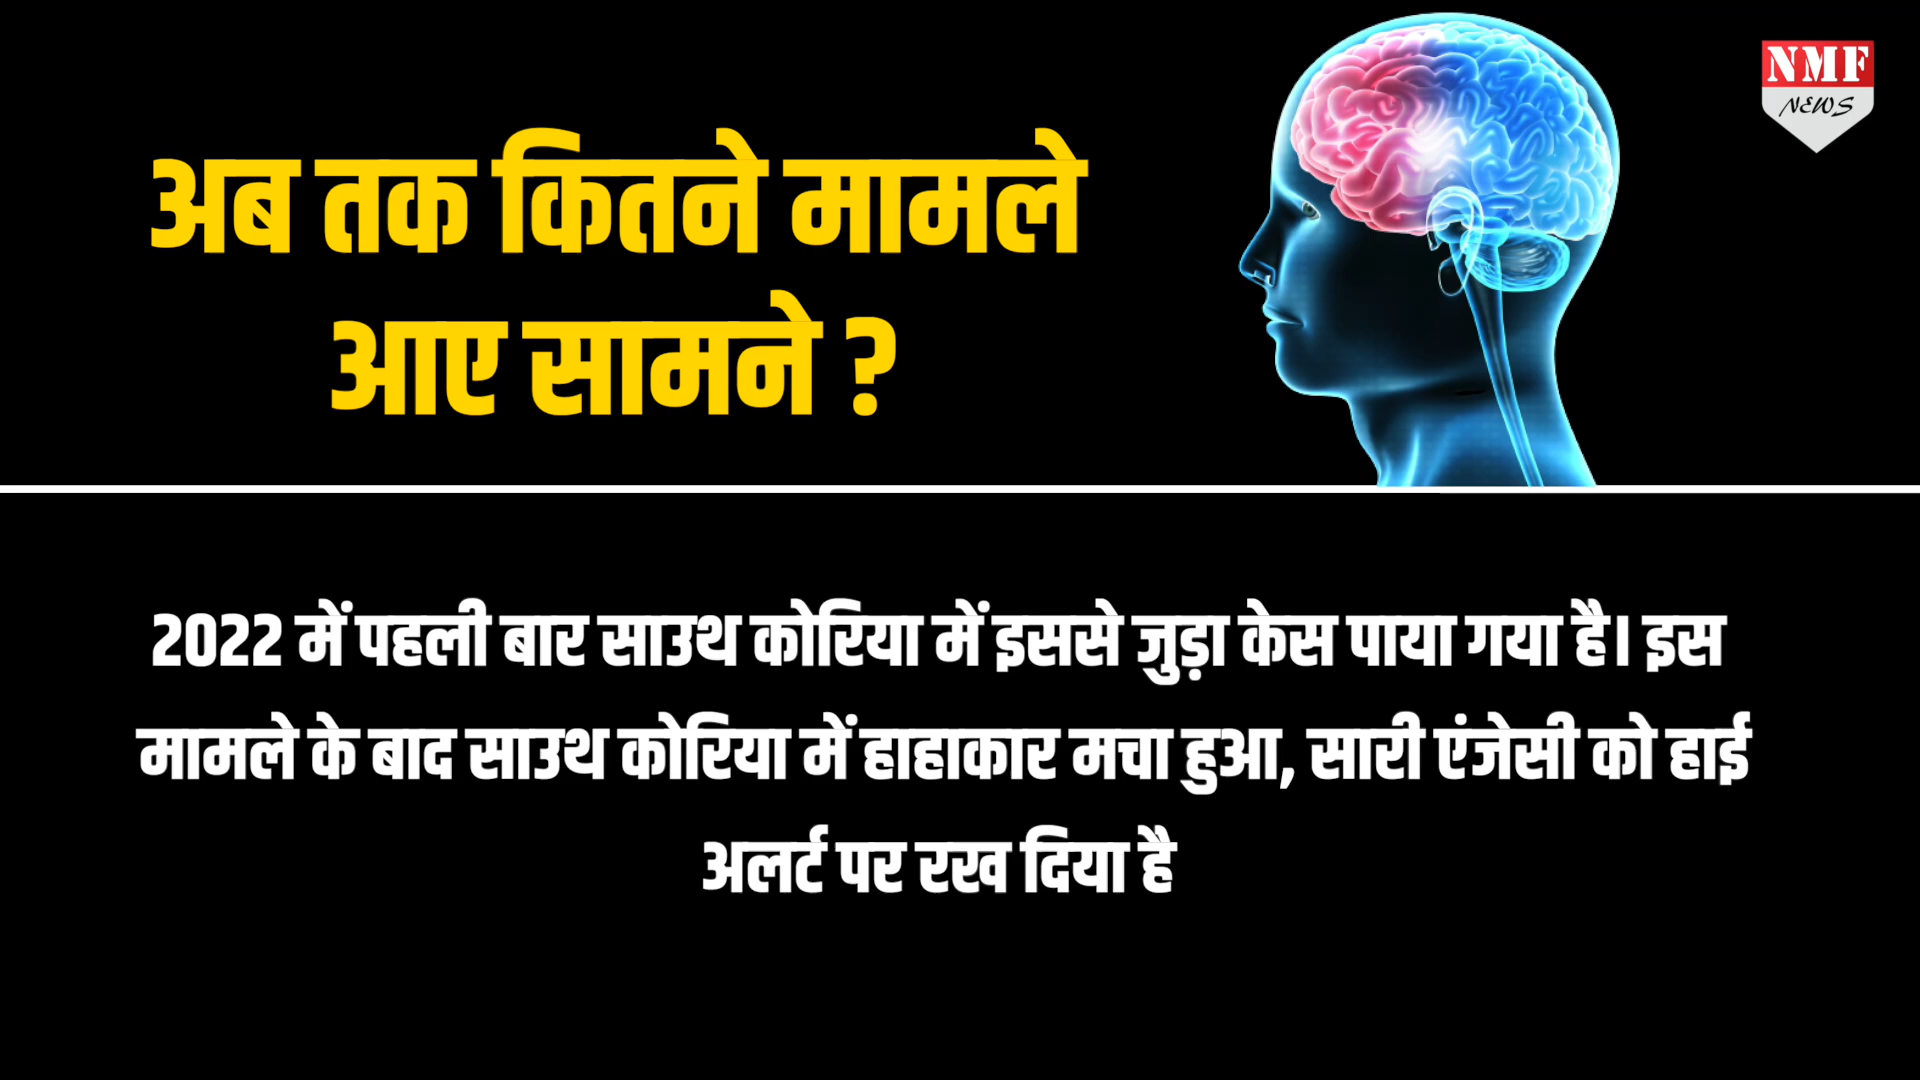 NMF
NEWS
अब तक कितने मामले
आए सामने ?
2022 में पहली बार साउथ कोरिया में इससे जुड़ा केस पाया गया है। इस
मामले के बाद साउथ कोरिया में हाहाकार मचा हुआ, सारी एंजेसी को हाई
अलर्ट पर रख दिया है